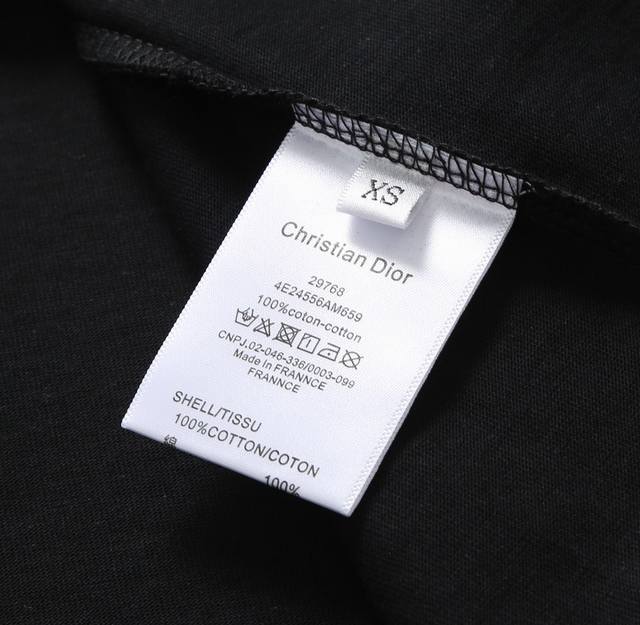 XS
Christian Dior
29768
4E24556AM659
100%coton-cotton
CNPJ.02-046-336/0003-099
Made in FRANNCE
FRANNCE
SHELL/TISSU
100%COTTON/COTON
100%